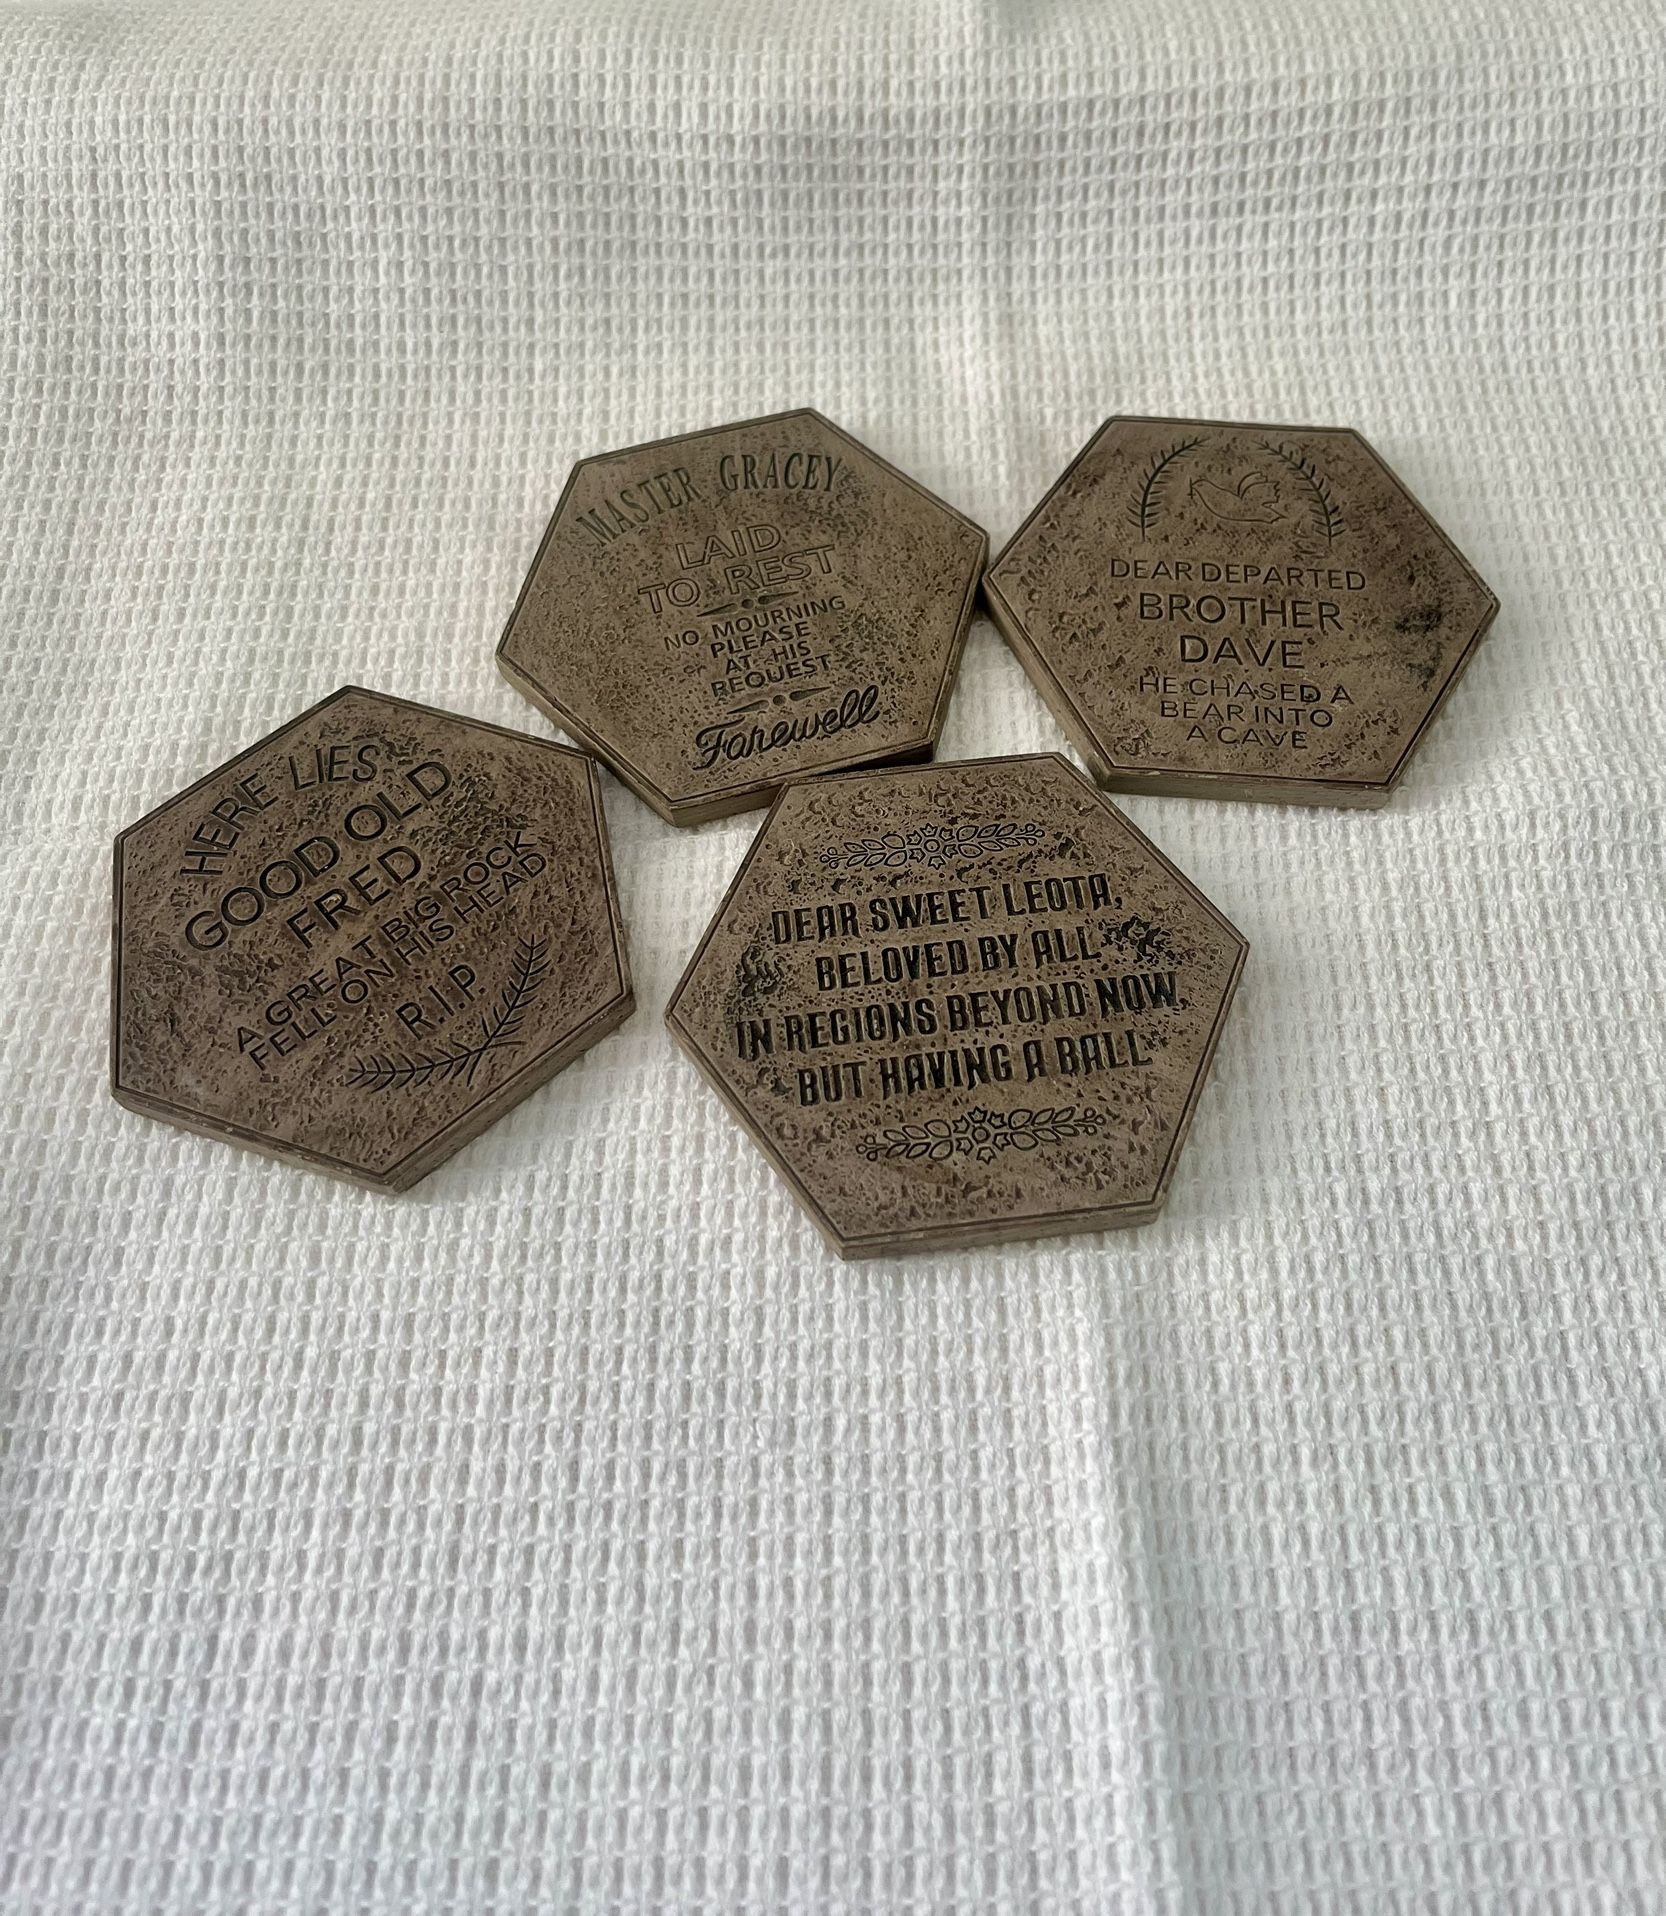 MASTER GRACEY
LAID
TO REST
NO MOURNING
PLEASE
AT HIS
REQUEST
Farewell
DEAR DEPARTED
BROTHER
DAVE
HE CHASED A
BEAR INTO
A CAVE
HERE LIES
GOOD OLD
FRED
A GREAT BIG ROCK
FELL ON HIS HEAD
R.I.P.
DEAR SWEET LEOTA,
BELOVED BY ALL
IN REGIONS BEYOND NOW,
BUT HAVING A BALL